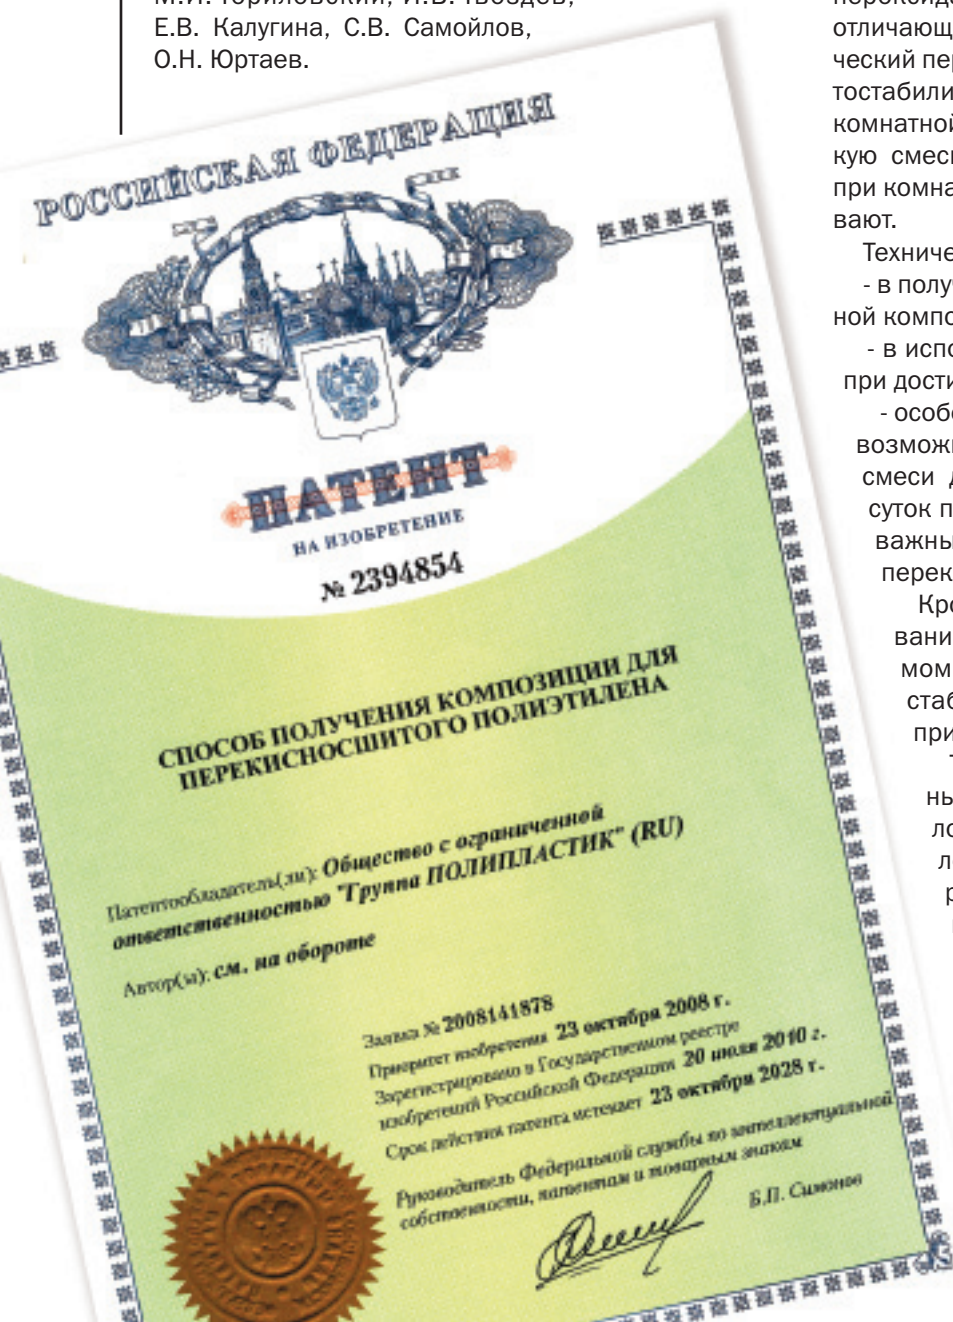 Е.В. Калугина, С.В. Самойлов,
О.Н. Юртаев.
РОССИЙСКАЯ ФЕДЕРАЦИЯ
ПАТЕНТ
НА ИЗОБРЕТЕНИЕ
№ 2394854
СПОСОБ ПОЛУЧЕНИЯ КОМПОЗИЦИИ ДЛЯ
ПЕРЕКИСНОСШИТОГО ПОЛИЭТИЛЕНА
Патентообладатель(ли): Общество с ограниченной
ответственностью "Группа ПОЛИПЛАСТИК" (RU)
Автор(ы): см. на обороте
Заявка № 2008141878
Приоритет изобретения 23 октября 2008 г.
Зарегистрировано в Государственном реестре
изобретений Российской Федерации 20 июля 2010 г.
Срок действия патента истекает 23 октября 2028 г.
Руководитель Федеральной службы по интеллектуальной
собственности, патентам и товарным знакам
Б.П. Симонов
отличающ
ческий пе
тостабили
комнатной
кую смес
при комна
вают.
Техниче
- в полу
ной компо
- в испо
при дости
- особе
возможн
смеси
суток п
важны
перек
Кро
вани
мом
стаб
при
ны
ло